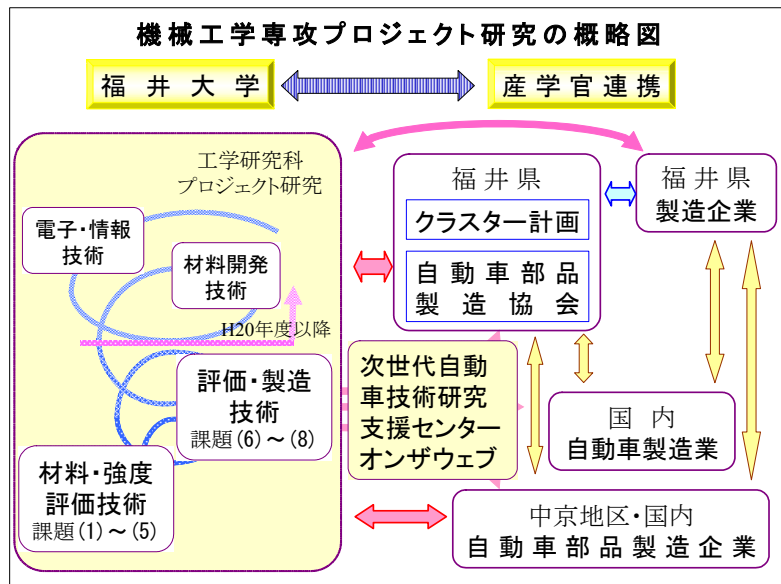 機械工学専攻プロジェクト研究の概略図
福井大学
産学官連携
工学研究科
プロジェクト研究
電子・情報
技術
材料開発
技術
H20年度以降
評価・製造
技術
課題(6)～(8)
材料・強度
評価技術
課題(1)～(5)
福井県
クラスター計画
自動車部品
製造協会
福井県
製造企業
次世代自動
車技術研究
支援センター
オンザウェブ
国内
自動車製造業
中京地区・国内
自動車部品製造企業